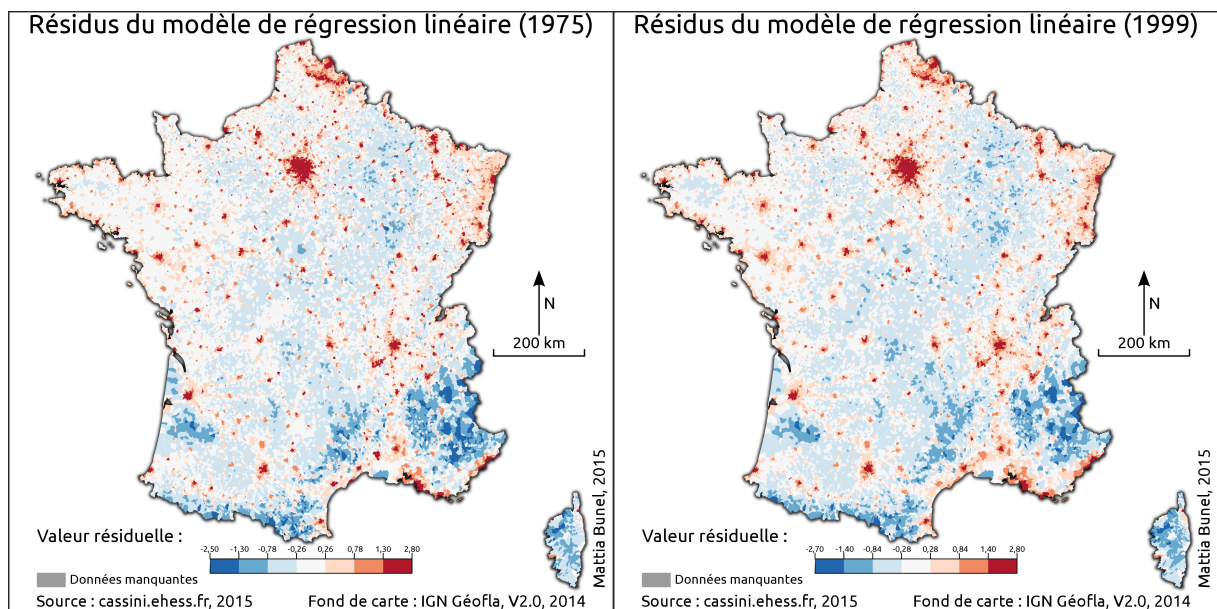 Résidus du modèle de régression linéaire (1975)
N
200 km
Valeur résiduelle :
-2,50 -1,30 -0,78 -0,26 0,26 0,78 1,30 2,80
Données manquantes
Source : cassini.ehess.fr, 2015 Fond de carte : IGN Géofla, V2.0, 2014
Mattia Bunel, 2015
Résidus du modèle de régression linéaire (1999)
N
200 km
Valeur résiduelle :
-2,70 -1,40 -0,84 -0,28 0,28 0,84 1,40 2,80
Données manquantes
Source : cassini.ehess.fr, 2015 Fond de carte : IGN Géofla, V2.0, 2014
Mattia Bunel, 2015